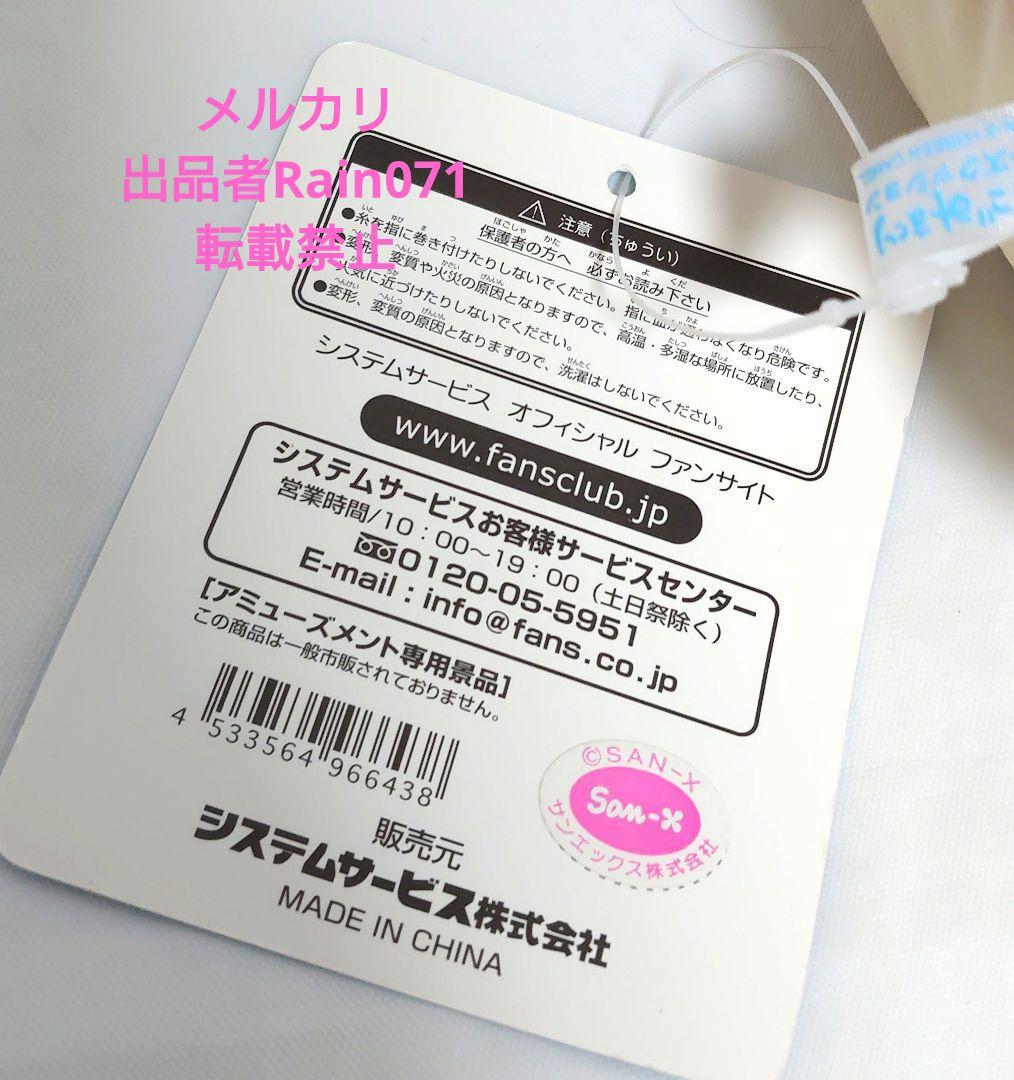 メルカリ
出品者Rain071
転載禁止
注意（ちゅうい）
保護者の方へ 必ずお読み下さい
●糸を指に巻き付けたりしないでください。指に血が通わなくなり危険です。
●変形、変質や火災の原因となりますので、高温・多湿な場所に放置したり、
火気に近づけたりしないでください。
●変形、変質の原因となりますので、洗濯はしないでください。
システムサービス オフィシャル ファンサイト
www.fansclub.jp
システムサービスお客様サービスセンター
営業時間/10：00～19：00（土日祭除く）
0120-05-5951
E-mail：info@fans.co.jp
[アミューズメント専用景品]
この商品は一般市販されておりません。
4 533564 966438
©SAN-X
San-x
サンエックス株式会社
販売元
システムサービス株式会社
MADE IN CHINA